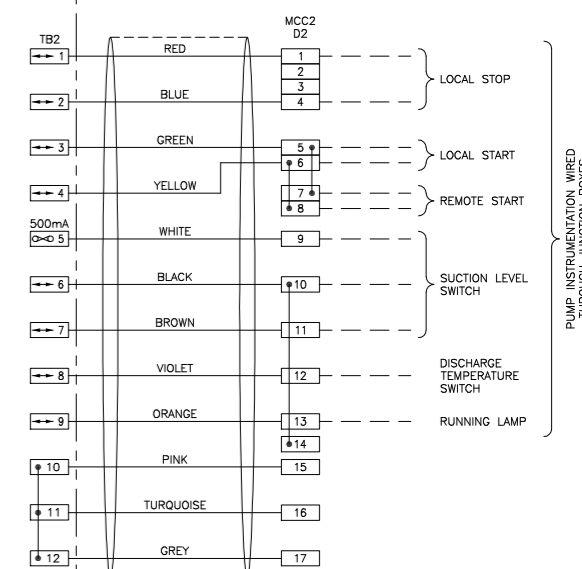 MCC2
D2
TB2
1 RED 1
2
3
2 BLUE 4
LOCAL STOP
3 GREEN 5
6
LOCAL START
4 YELLOW 7
8
REMOTE START
500mA
5 WHITE 9
6 BLACK 10
7 BROWN 11
SUCTION LEVEL
SWITCH
8 VIOLET 12
DISCHARGE
TEMPERATURE
SWITCH
9 ORANGE 13
RUNNING LAMP
14
10 PINK 15
11 TURQUOISE 16
12 GREY 17
PUMP INSTRUMENTATION WIRED
THROUGH JUNCTION BOXES